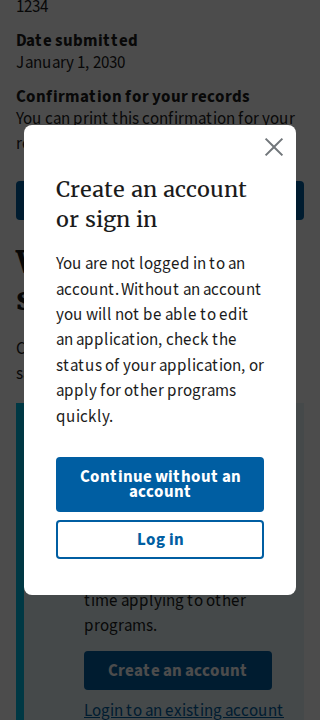 1234
Date submitted
January 1, 2030
Confirmation for your records
You can print this confirmation for your
Create an account
or sign in
You are not logged in to an
account. Without an account
you will not be able to edit
an application, check the
status of your application, or
apply for other programs
quickly.
Continue without an
account
Log in
time applying to other
programs.
Create an account
Login to an existing account